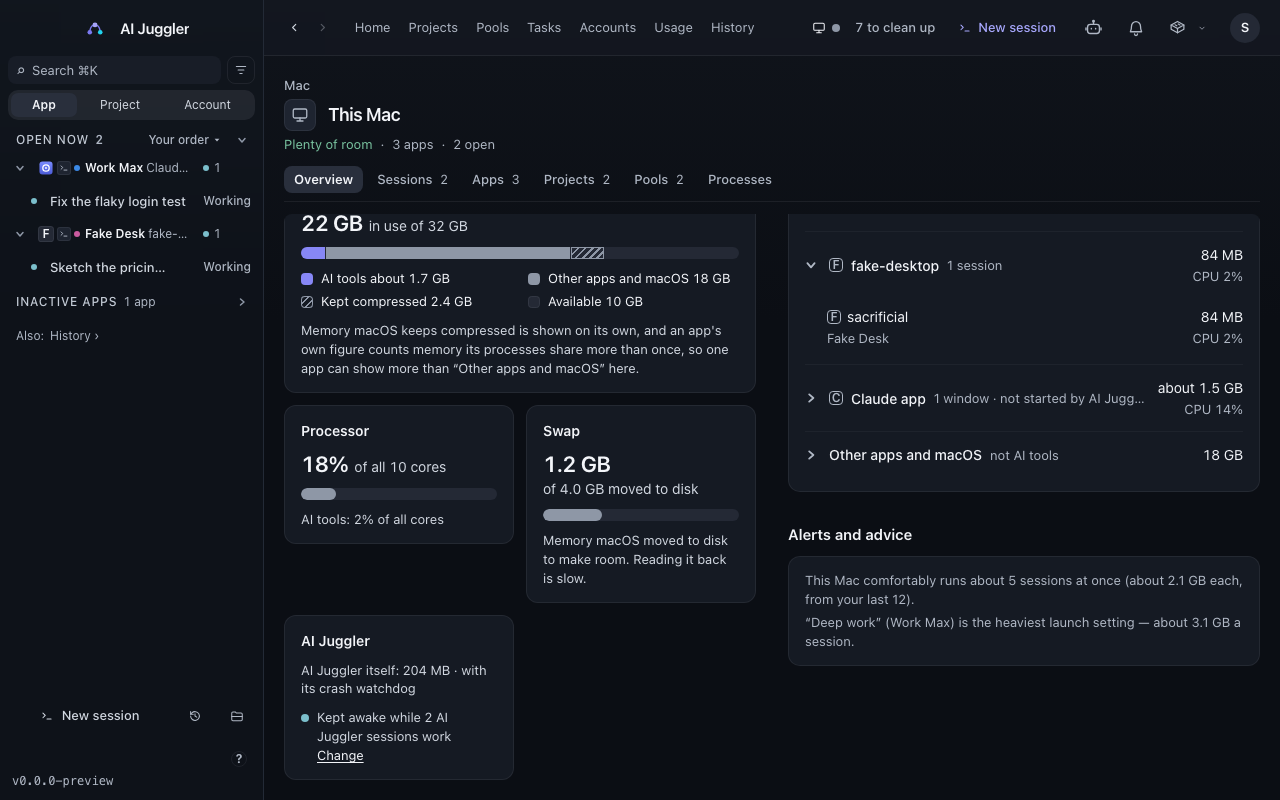 AI Juggler
Search ⌘K
App
Project
Account
OPEN NOW 2
Your order
Work Max Claud...
1
Fix the flaky login test
Working
F
Fake Desk fake-...
1
Sketch the pricin...
Working
INACTIVE APPS 1 app
Also: History ›
New session
?
v0.0.0-preview
Home
Projects
Pools
Tasks
Accounts
Usage
History
7 to clean up
New session
S
Mac
This Mac
Plenty of room · 3 apps · 2 open
Overview
Sessions 2
Apps 3
Projects 2
Pools 2
Processes
22 GB in use of 32 GB
AI tools about 1.7 GB
Other apps and macOS 18 GB
Kept compressed 2.4 GB
Available 10 GB
Memory macOS keeps compressed is shown on its own, and an app's
own figure counts memory its processes share more than once, so one
app can show more than “Other apps and macOS” here.
Processor
18% of all 10 cores
AI tools: 2% of all cores
Swap
1.2 GB
of 4.0 GB moved to disk
Memory macOS moved to disk
to make room. Reading it back
is slow.
AI Juggler
AI Juggler itself: 204 MB · with
its crash watchdog
Kept awake while 2 AI
Juggler sessions work
Change
F
fake-desktop 1 session
84 MB
CPU 2%
F
sacrificial
84 MB
Fake Desk
CPU 2%
C
Claude app 1 window · not started by AI Jugg...
about 1.5 GB
CPU 14%
Other apps and macOS not AI tools
18 GB
Alerts and advice
This Mac comfortably runs about 5 sessions at once (about 2.1 GB each,
from your last 12).
“Deep work” (Work Max) is the heaviest launch setting — about 3.1 GB a
session.